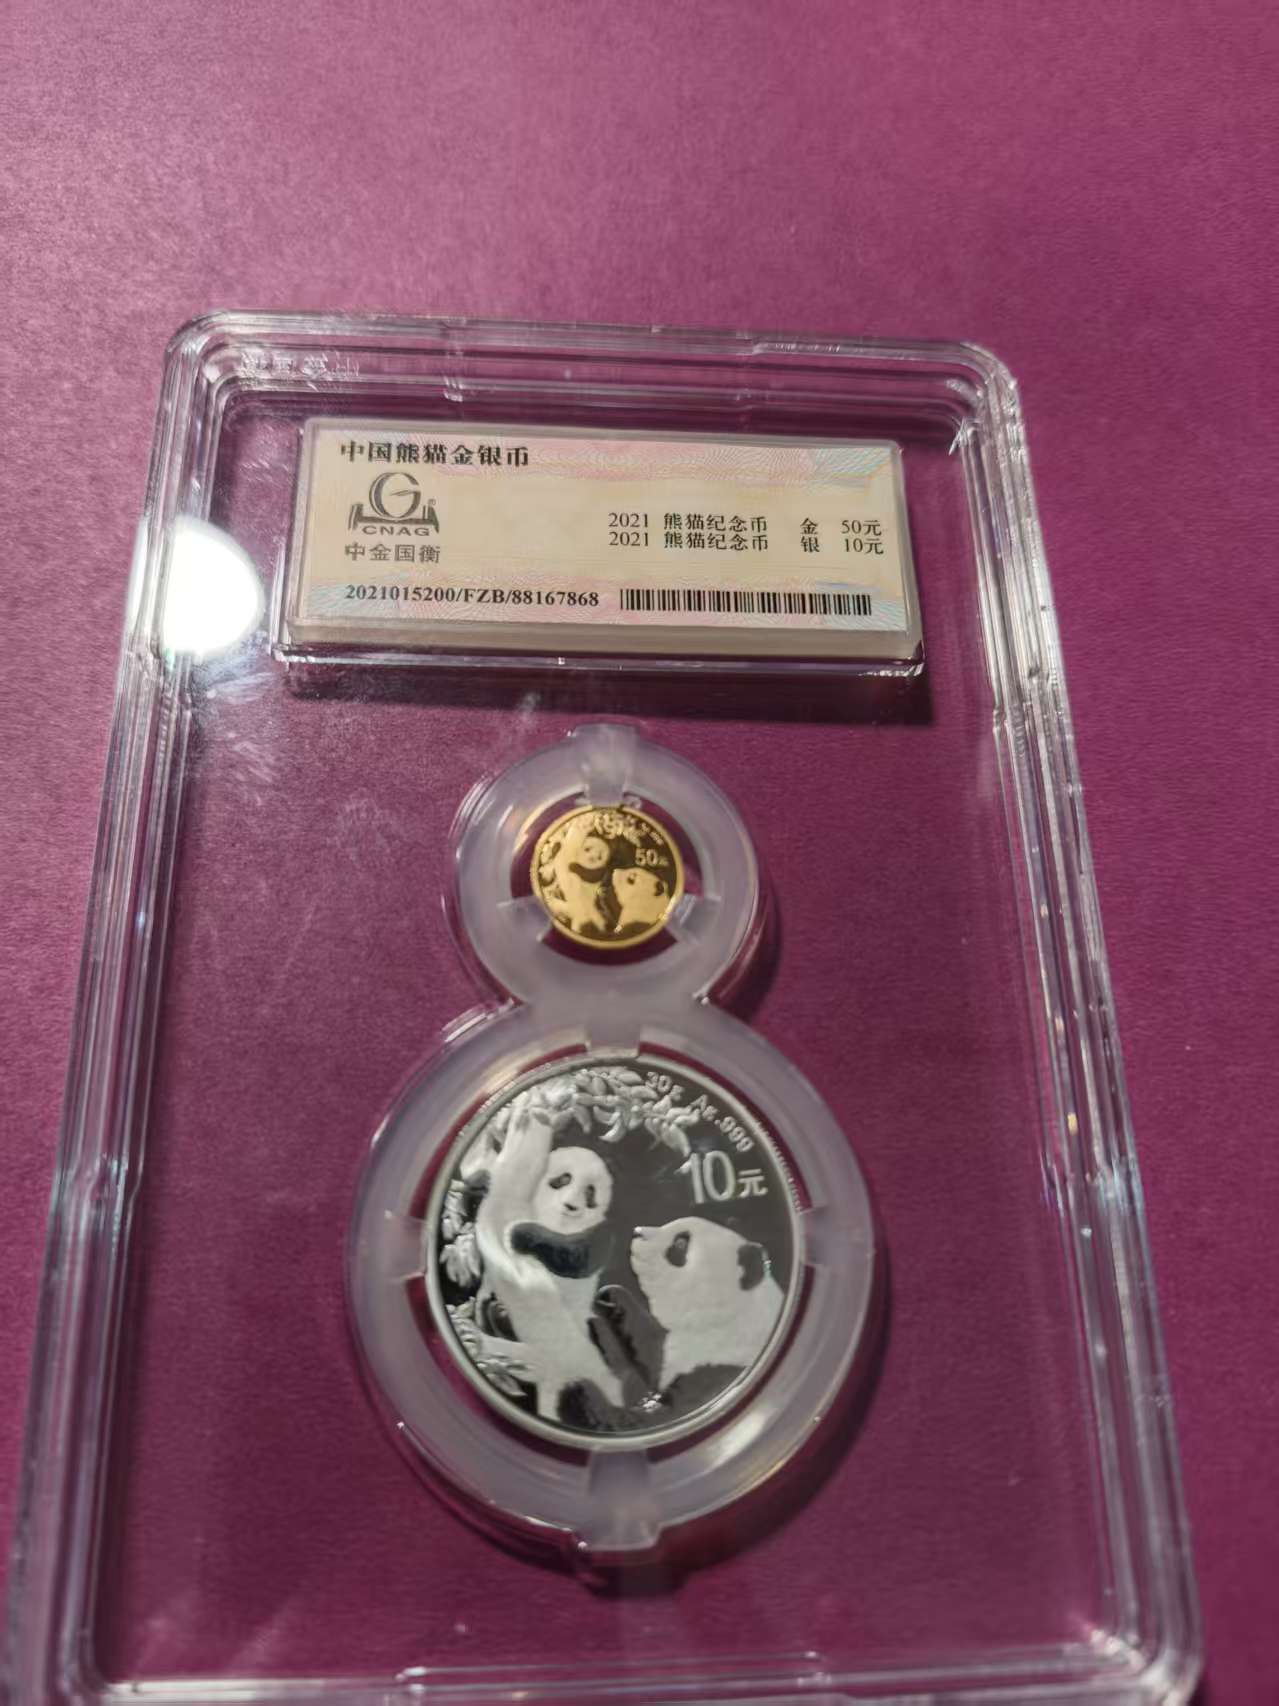 中国熊猫金银币
CNAG
中金国衡
2021 熊猫纪念币 金 50元
2021 熊猫纪念币 银 10元
2021015200/FZB/88167868
50元
30g Ag.999
10元